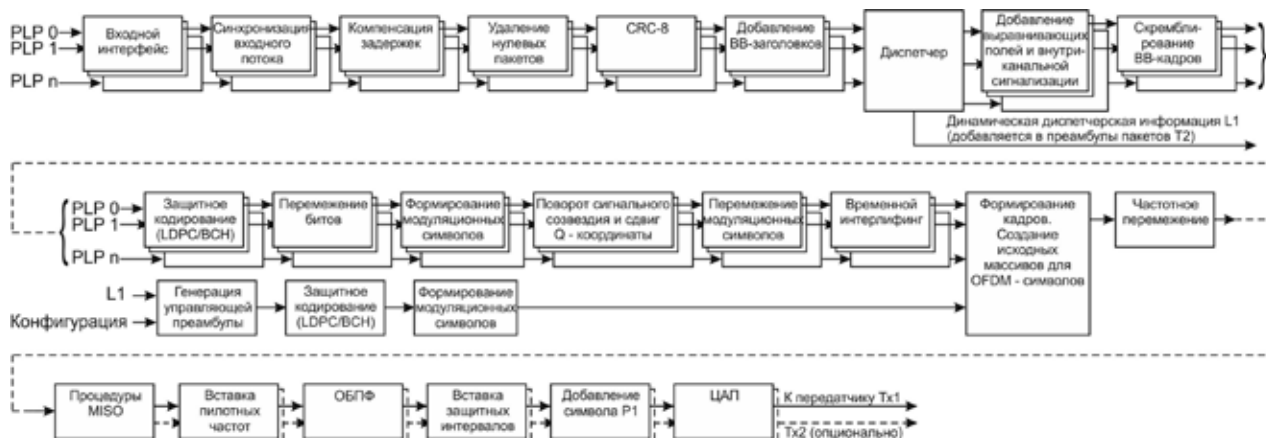 PLP 0
PLP 1
PLP n
Входной
интерфейс
Синхронизация
входного
потока
Компенсация
задержек
Удаление
нулевых
пакетов
CRC-8
Добавление
BB-заголовков
Диспетчер
Добавление
выравнивающих
полей и внутри-
канальной
сигнализации
Скрембли-
рование
BB-кадров
Динамическая диспетчерская информация L1
(добавляется в преамбулы пакетов T2)
PLP 0
PLP 1
PLP n
Защитное
кодирование
(LDPC/BCH)
Перемежение
битов
Формирование
модуляционных
символов
Поворот сигнального
созвездия и сдвиг
Q - координаты
Перемежение
модуляционных
символов
Временной
интерлифинг
Формирование
кадров.
Создание
исходных
массивов для
OFDM - символов
Частотное
перемежение
L1
Конфигурация
Генерация
управляющей
преамбулы
Защитное
кодирование
(LDPC/BCH)
Формирование
модуляционных
символов
Процедуры
MISO
Вставка
пилотных
частот
ОБПФ
Вставка
защитных
интервалов
Добавление
символа P1
ЦАП
К передатчику Tx1
Tx2 (опционально)